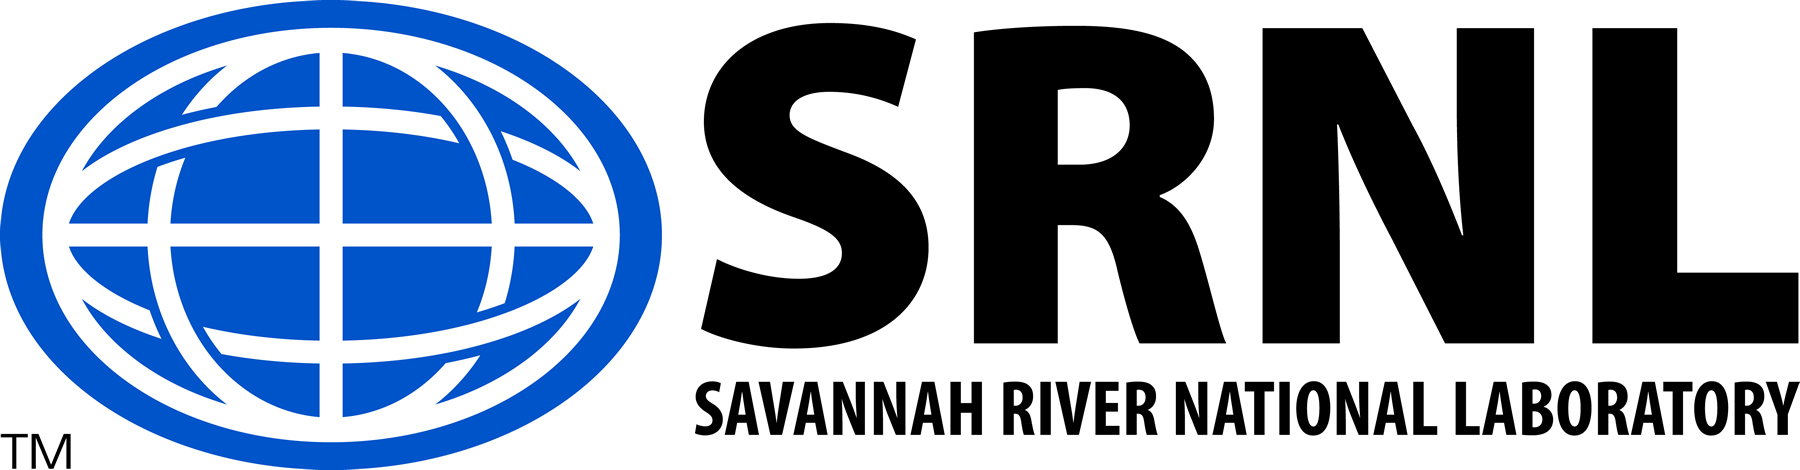 SRNL
SAVANNAH RIVER NATIONAL LABORATORY
TM